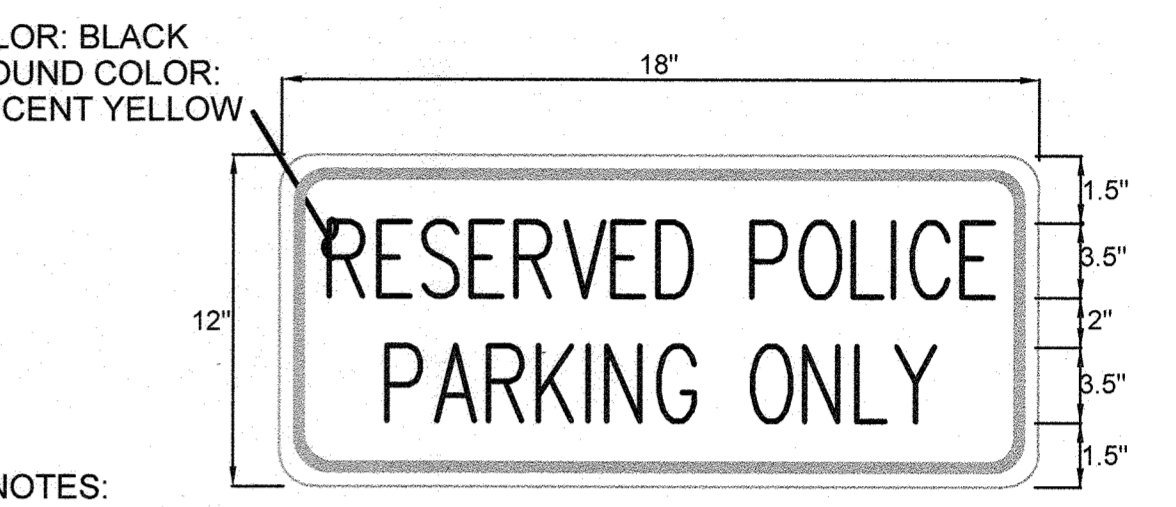 LOR: BLACK
OUND COLOR:
CENT YELLOW
18"
12"
RESERVED POLICE
PARKING ONLY
1.5"
3.5"
2"
3.5"
1.5"
NOTES: